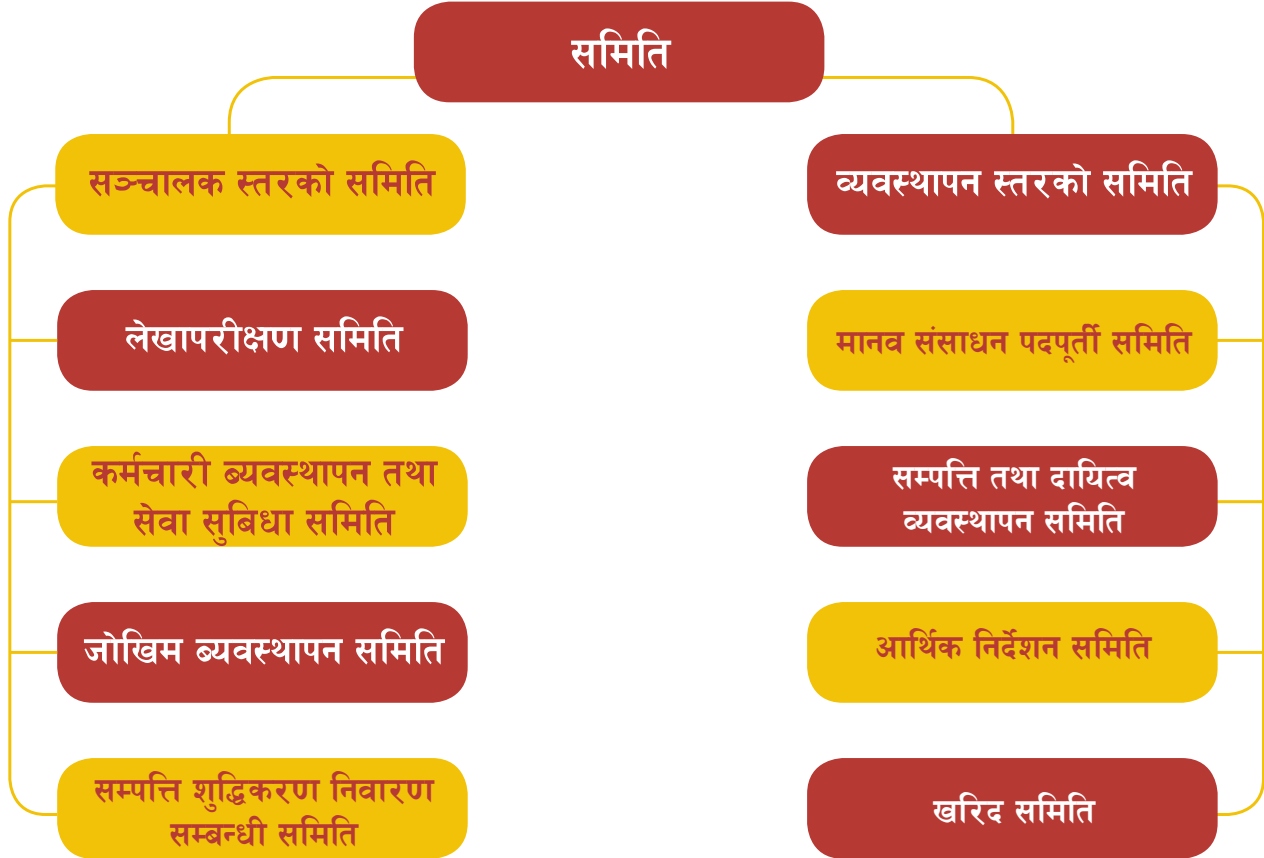 समिति
सञ्चालक स्तरको समिति
लेखापरीक्षण समिति
कर्मचारी ब्यवस्थापन तथा
सेवा सुबिधा समिति
जोखिम ब्यवस्थापन समिति
सम्पत्ति शुद्धिकरण निवारण
सम्बन्धी समिति
व्यवस्थापन स्तरको समिति
मानव संसाधन पदपूर्ती समिति
सम्पत्ति तथा दायित्व
व्यवस्थापन समिति
आर्थिक निर्देशन समिति
खरिद समिति